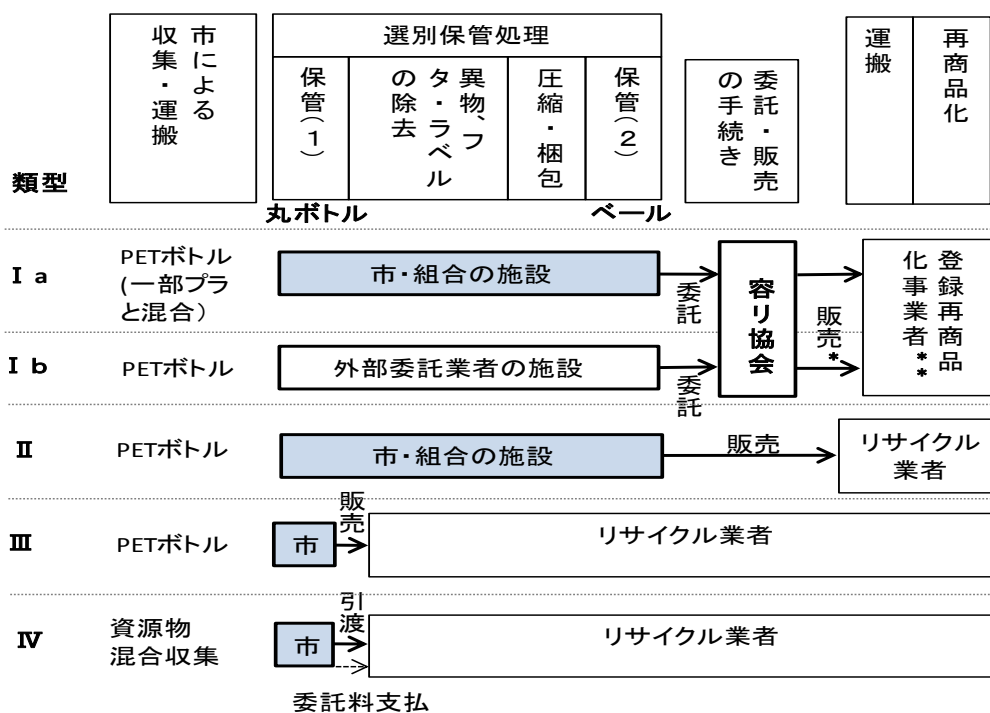 類型
市による
収集・運搬
選別保管処理
保管(1)
異物、フ
タ・ラベル
の除去
圧縮・梱包
保管(2)
委託・販売
の手続き
運搬
再商品化
丸ボトル
ベール
Ⅰa
PETボトル
(一部プラ
と混合)
市・組合の施設
委託
容リ協会
販売*
登録再商品
化事業者**
Ⅰb
PETボトル
外部委託業者の施設
委託
Ⅱ
PETボトル
市・組合の施設
販売
リサイクル
業者
Ⅲ
PETボトル
市
販売
リサイクル業者
Ⅳ
資源物
混合収集
市
引渡
リサイクル業者
委託料支払